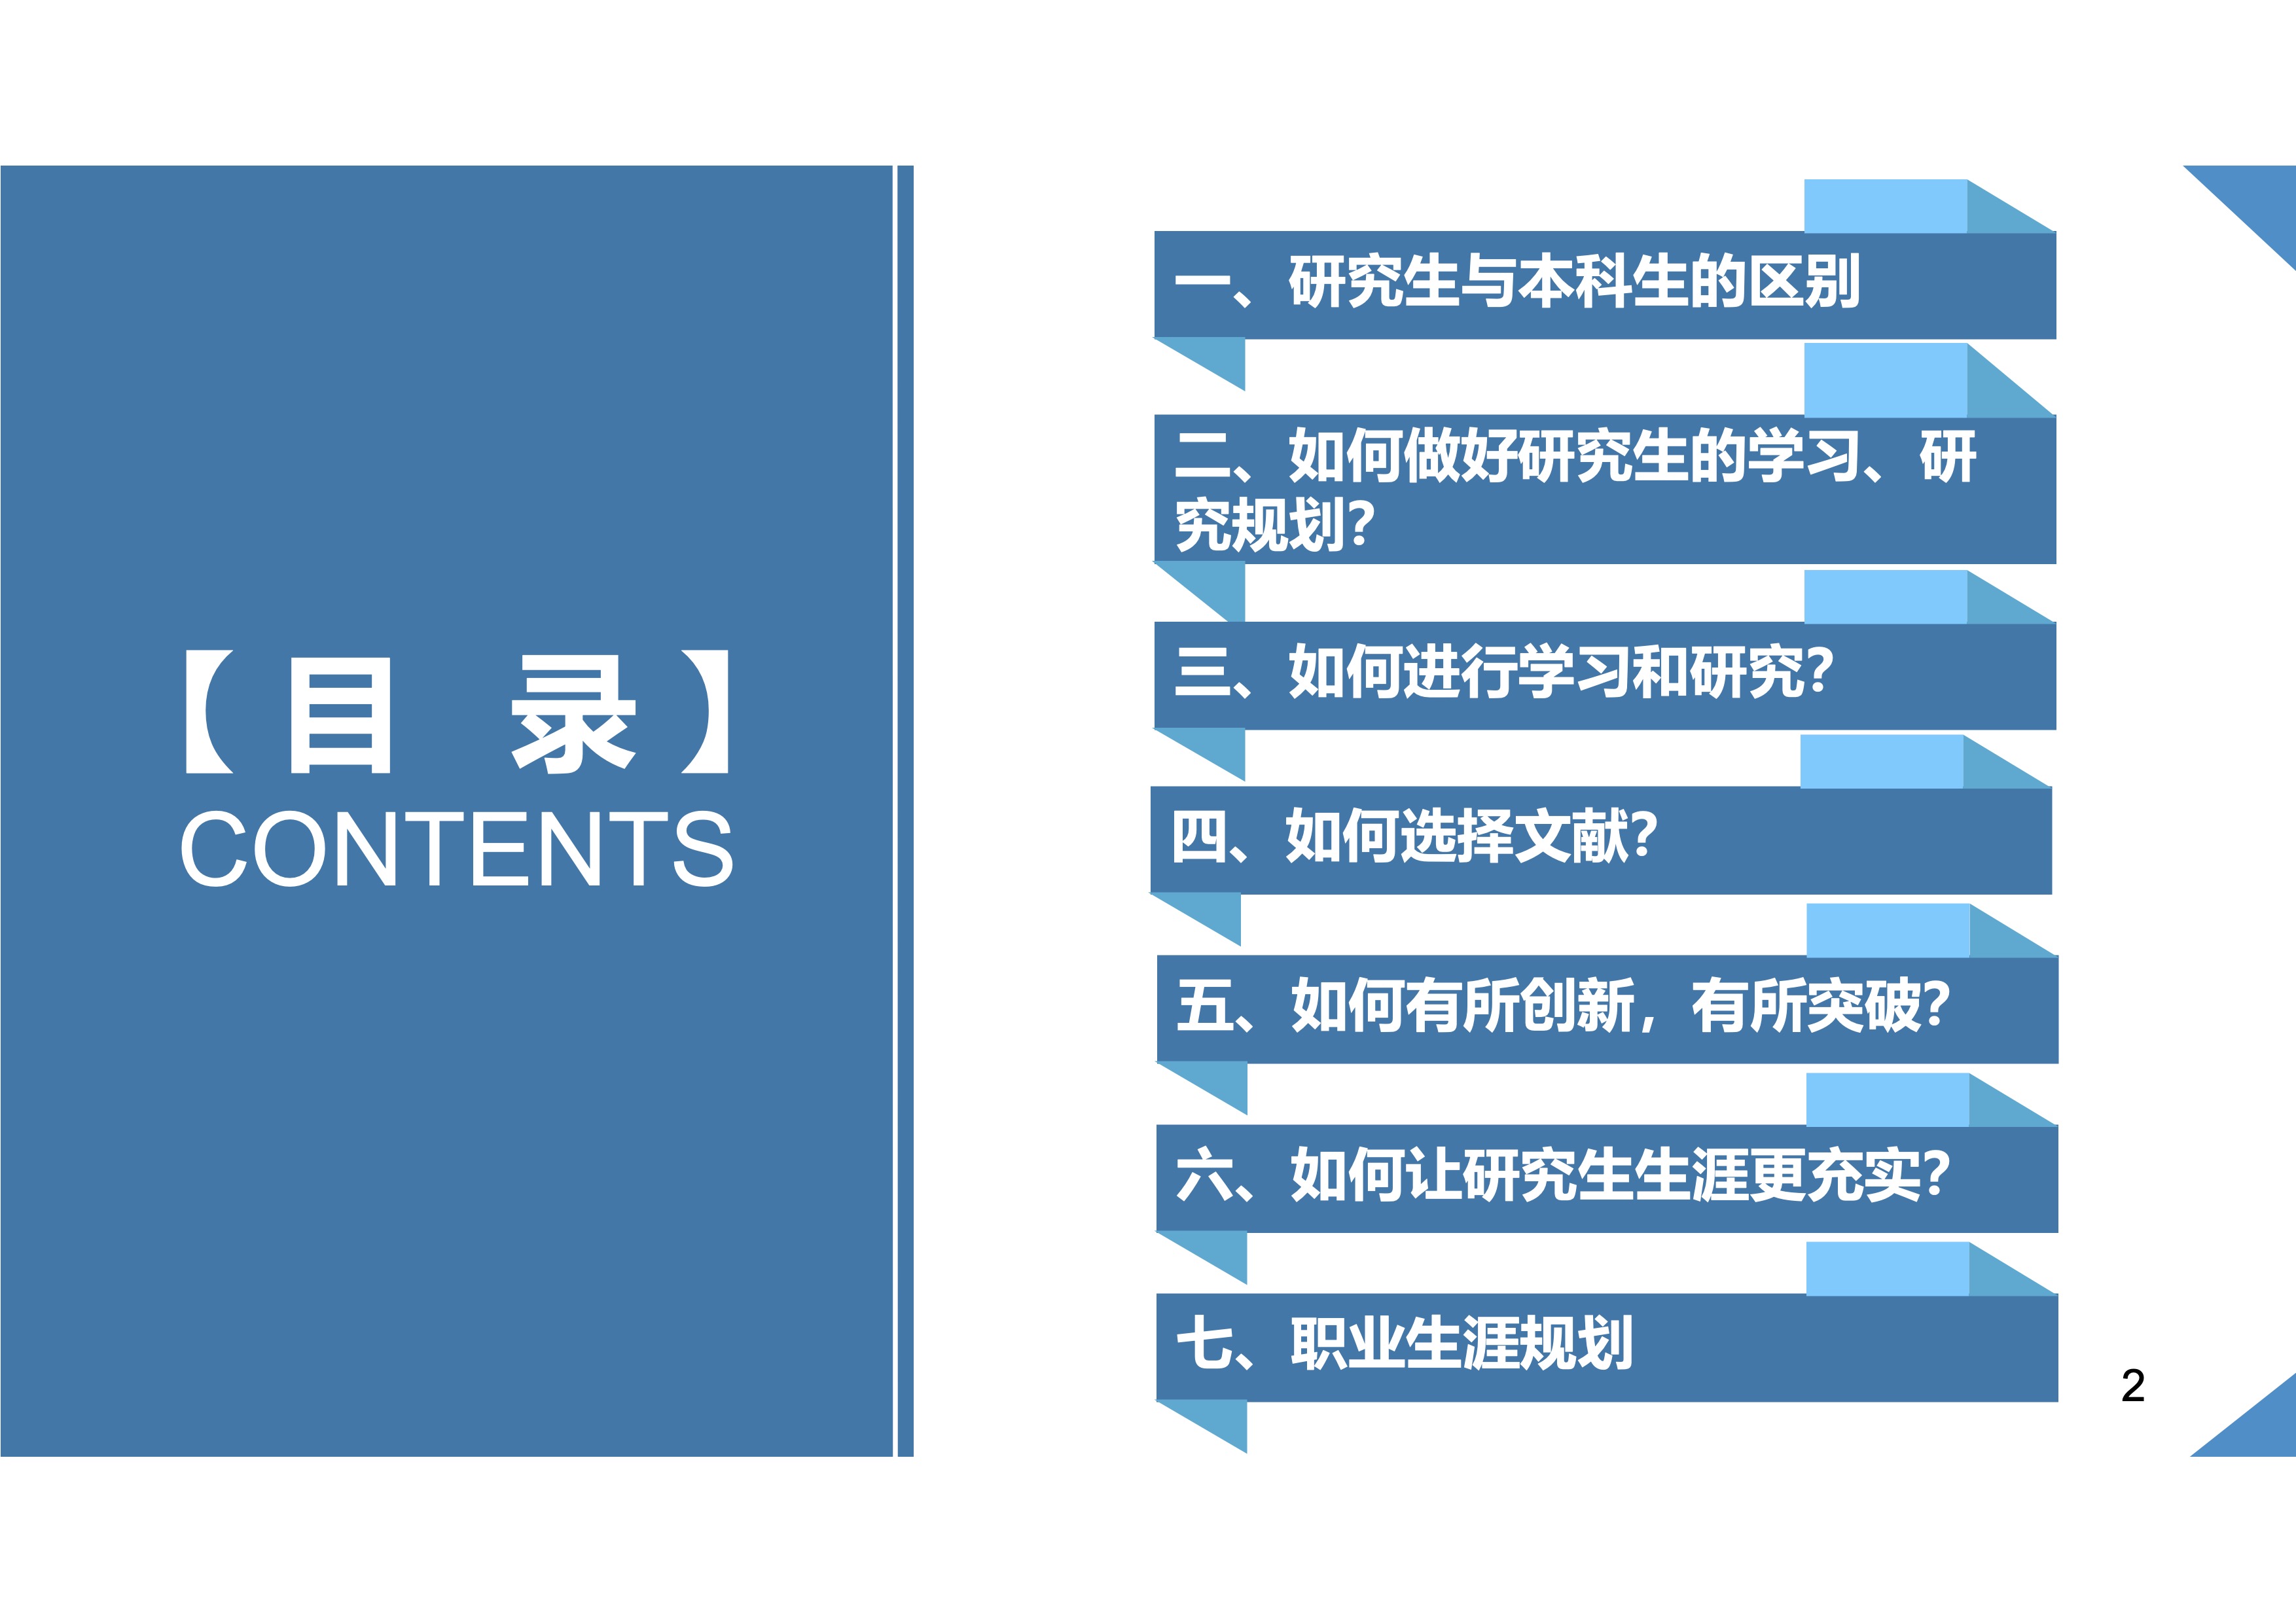 【目 录】
CONTENTS
一、研究生与本科生的区别
二、如何做好研究生的学习、研
究规划？
三、如何进行学习和研究？
四、如何选择文献？
五、如何有所创新，有所突破？
六、如何让研究生生涯更充实？
七、职业生涯规划
2